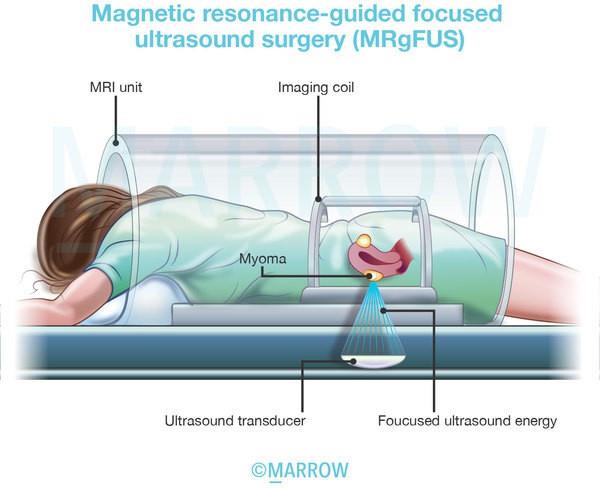 Magnetic resonance-guided focused
ultrasound surgery (MRgFUS)
MRI unit
Imaging coil
MARROW
Myoma
Ultrasound transducer
Foucused ultrasound energy
©MARROW